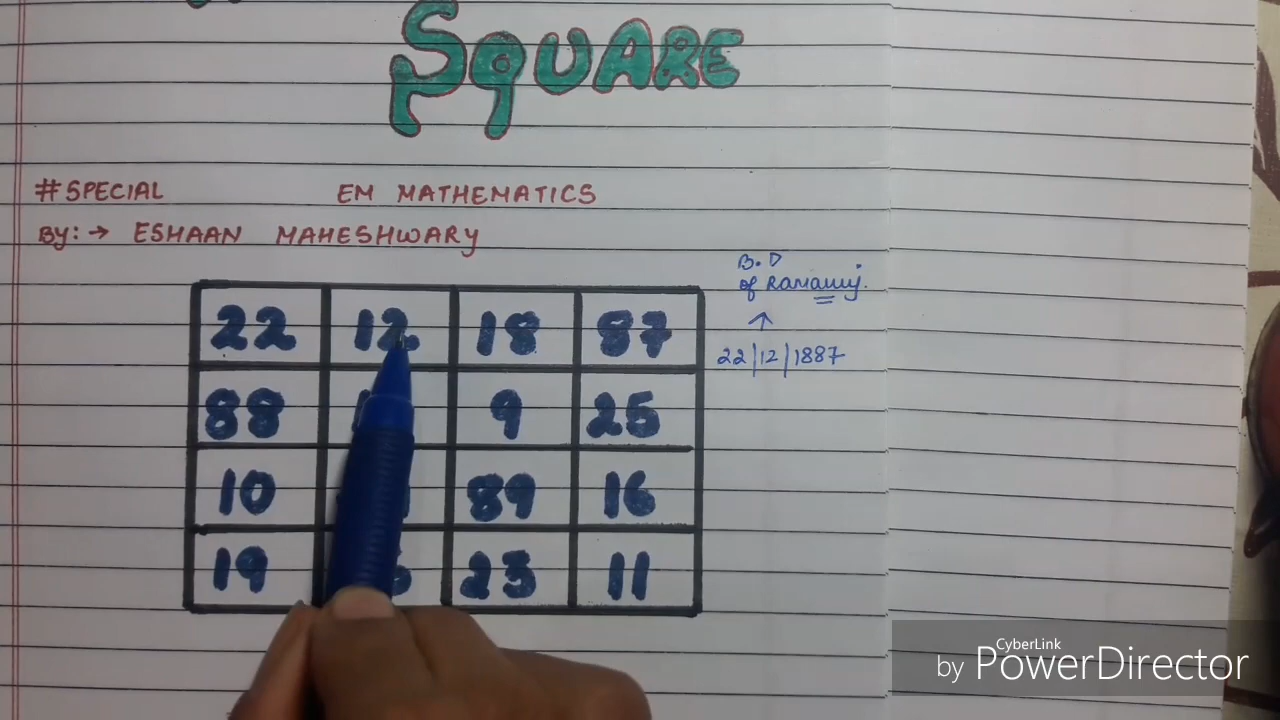 SQUARE
#SPECIAL EM MATHEMATICS
By:→ ESHAAN MAHESHWARY
B.D
of Ramanuj.
↑
22|12|1887
22 12 18 87
88 9 25
10 89 16
19 23 11
CyberLink
by PowerDirector